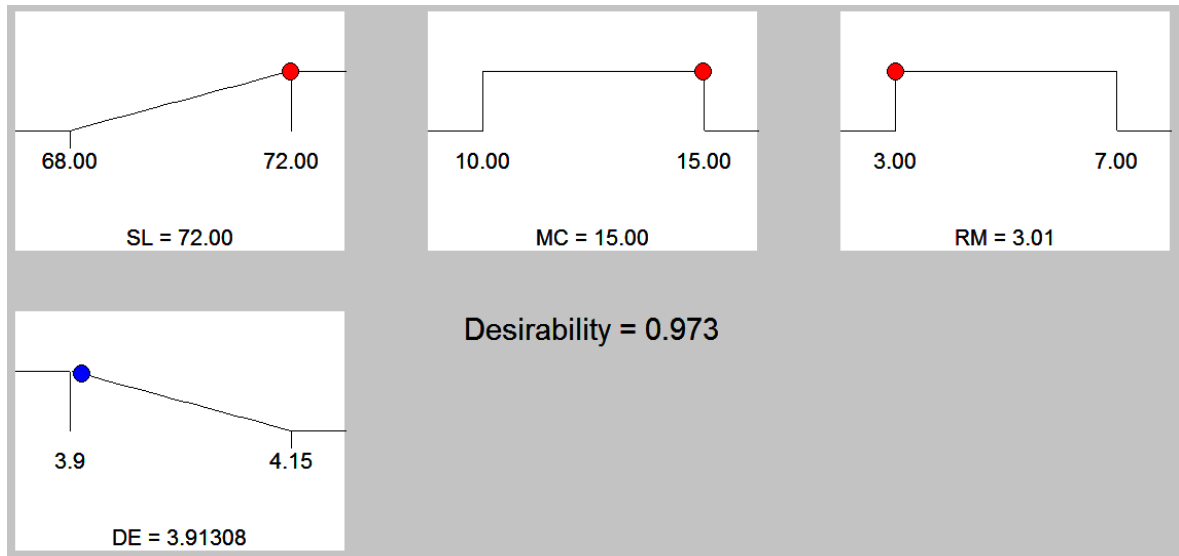 68.00 72.00
SL = 72.00
10.00 15.00
MC = 15.00
3.00 7.00
RM = 3.01
3.9 4.15
DE = 3.91308
Desirability = 0.973